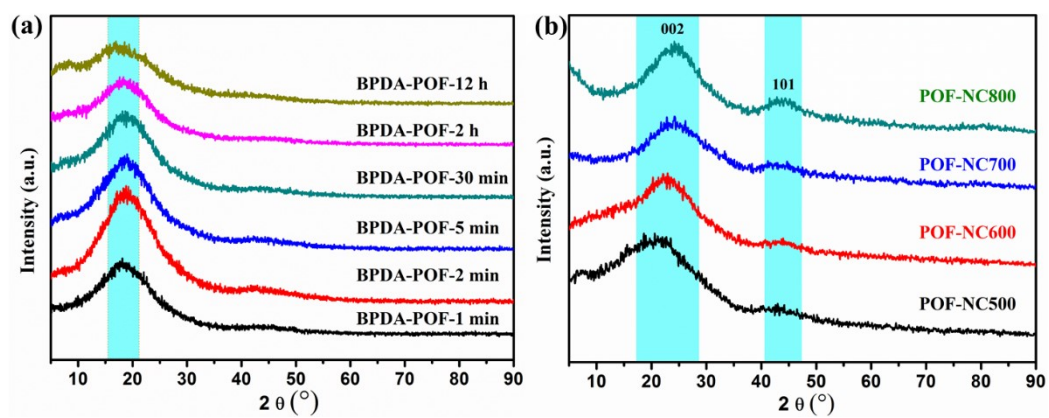 (a)
Intensity (a.u.)
BPDA-POF-12 h
BPDA-POF-2 h
BPDA-POF-30 min
BPDA-POF-5 min
BPDA-POF-2 min
BPDA-POF-1 min
10 20 30 40 50 60 70 80 90
2 θ (°)
(b)
Intensity (a.u.)
002
101
POF-NC800
POF-NC700
POF-NC600
POF-NC500
10 20 30 40 50 60 70 80 90
2 θ (°)